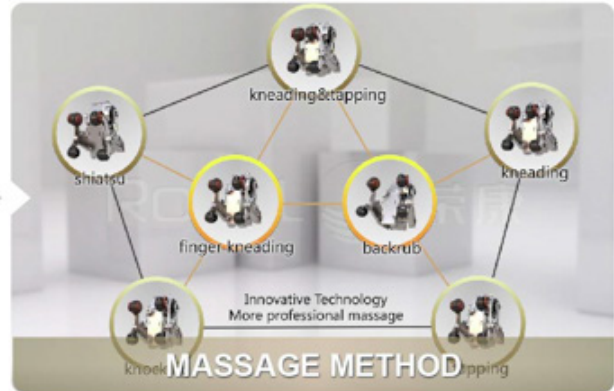 kneading&tapping
shiatsu
kneading
finger kneading
backrub
Innovative Technology
More professional massage
MASSAGE METHOD